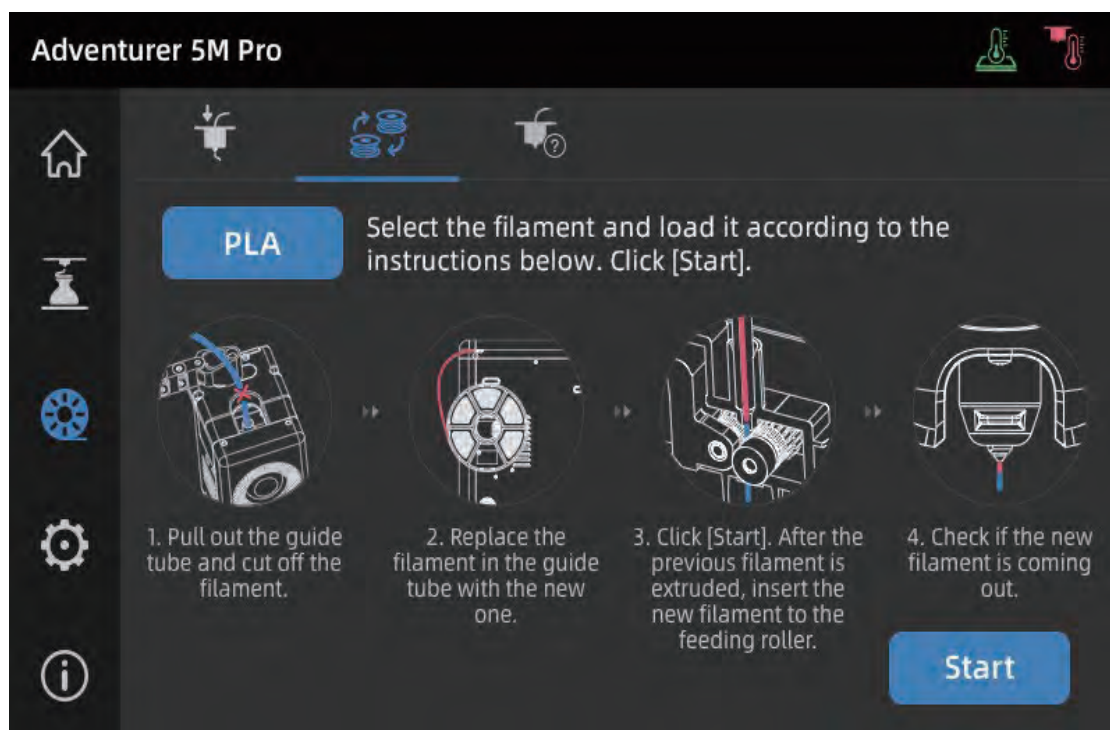 Adventurer 5M Pro
PLA
Select the filament and load it according to the
instructions below. Click [Start].
1. Pull out the guide
tube and cut off the
filament.
2. Replace the
filament in the guide
tube with the new
one.
3. Click [Start]. After the
previous filament is
extruded, insert the
new filament to the
feeding roller.
4. Check if the new
filament is coming
out.
Start